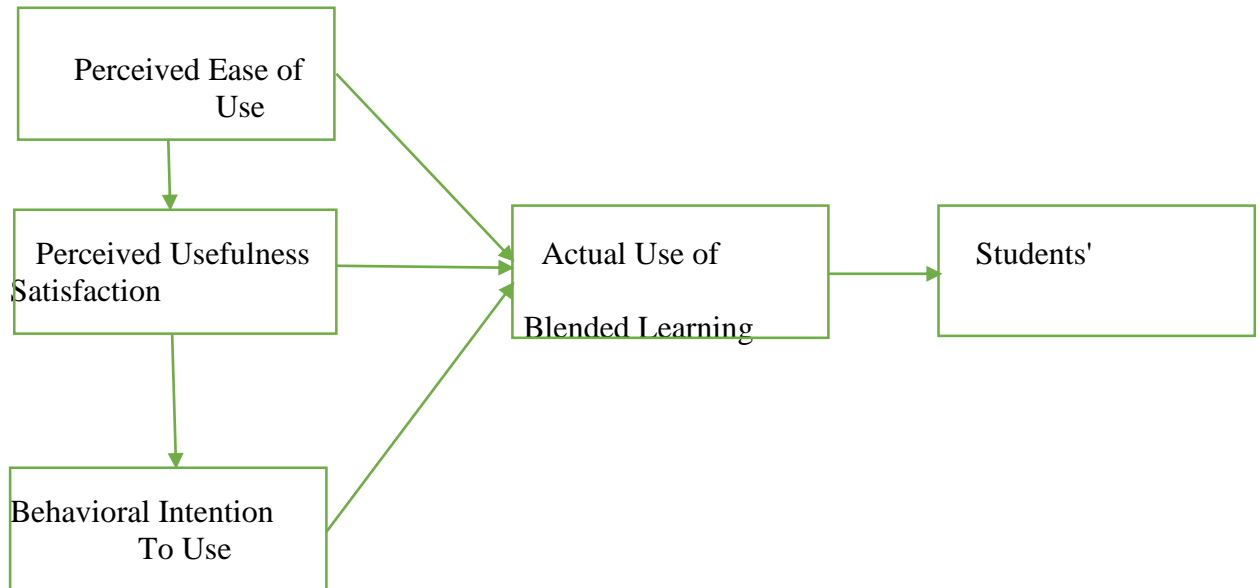 Perceived Ease of
Use
Perceived Usefulness
Satisfaction
Actual Use of
Blended Learning
Students'
Behavioral Intention
To Use